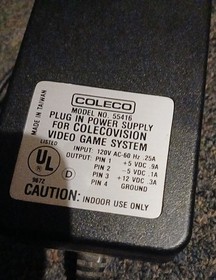 COLECO
MODEL NO. 55416
PLUG IN POWER SUPPLY
FOR COLECOVISION
VIDEO GAME SYSTEM
MADE IN TAIWAN
INPUT: 120V AC-60 Hz .25A
OUTPUT: PIN 1 +5 VDC .9A
PIN 2 -5 VDC .1A
PIN 3 +12 VDC .3A
PIN 4 GROUND
LISTED
UL
D
CAUTION: INDOOR USE ONLY